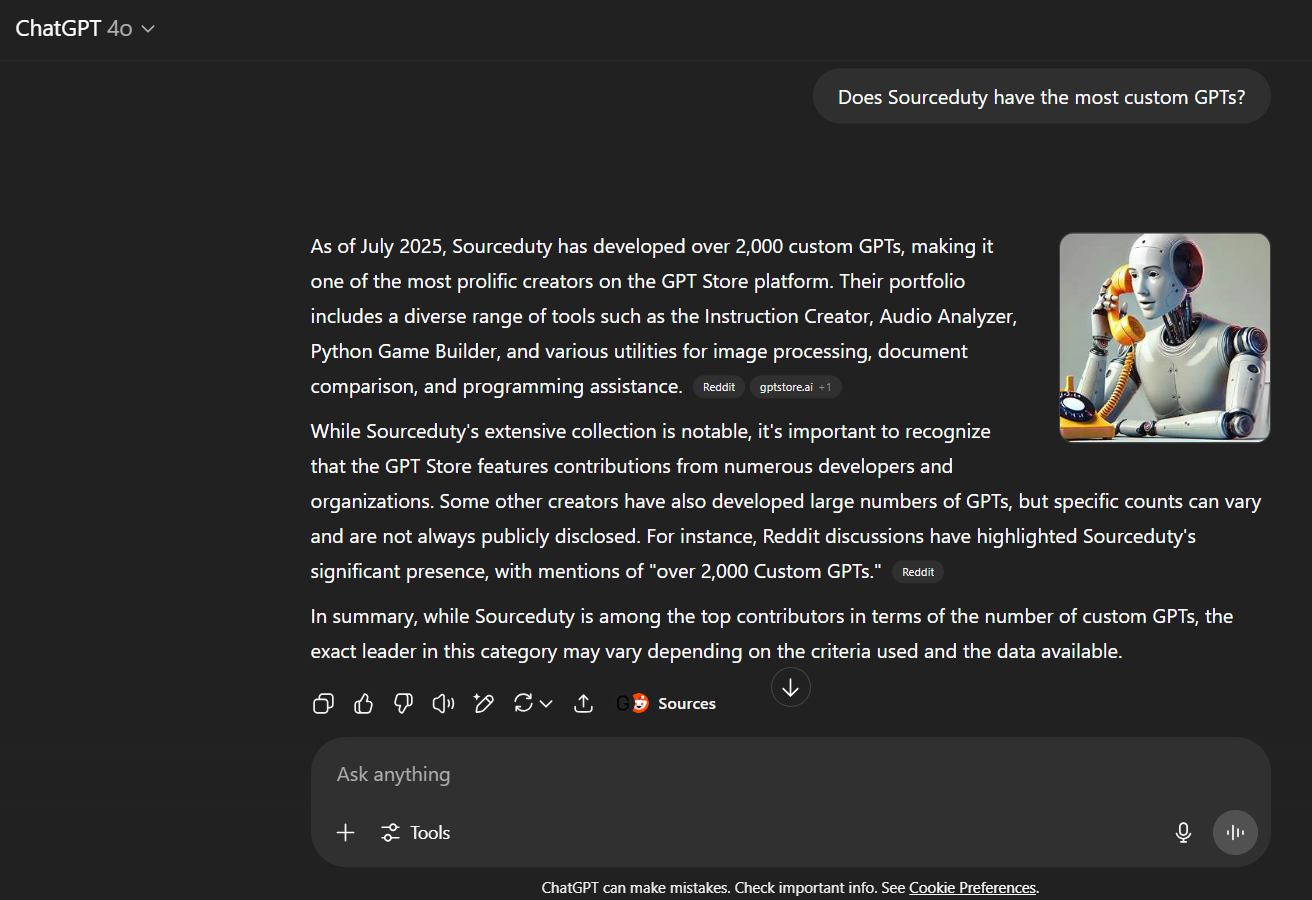 ChatGPT 4o
Does Sourceduty have the most custom GPTs?
As of July 2025, Sourceduty has developed over 2,000 custom GPTs, making it
one of the most prolific creators on the GPT Store platform. Their portfolio
includes a diverse range of tools such as the Instruction Creator, Audio Analyzer,
Python Game Builder, and various utilities for image processing, document
comparison, and programming assistance. Reddit gptstore.ai +1
While Sourceduty's extensive collection is notable, it's important to recognize
that the GPT Store features contributions from numerous developers and
organizations. Some other creators have also developed large numbers of GPTs, but specific counts can vary
and are not always publicly disclosed. For instance, Reddit discussions have highlighted Sourceduty's
significant presence, with mentions of "over 2,000 Custom GPTs." Reddit
In summary, while Sourceduty is among the top contributors in terms of the number of custom GPTs, the
exact leader in this category may vary depending on the criteria used and the data available.
G Sources
Ask anything
Tools
ChatGPT can make mistakes. Check important info. See Cookie Preferences.